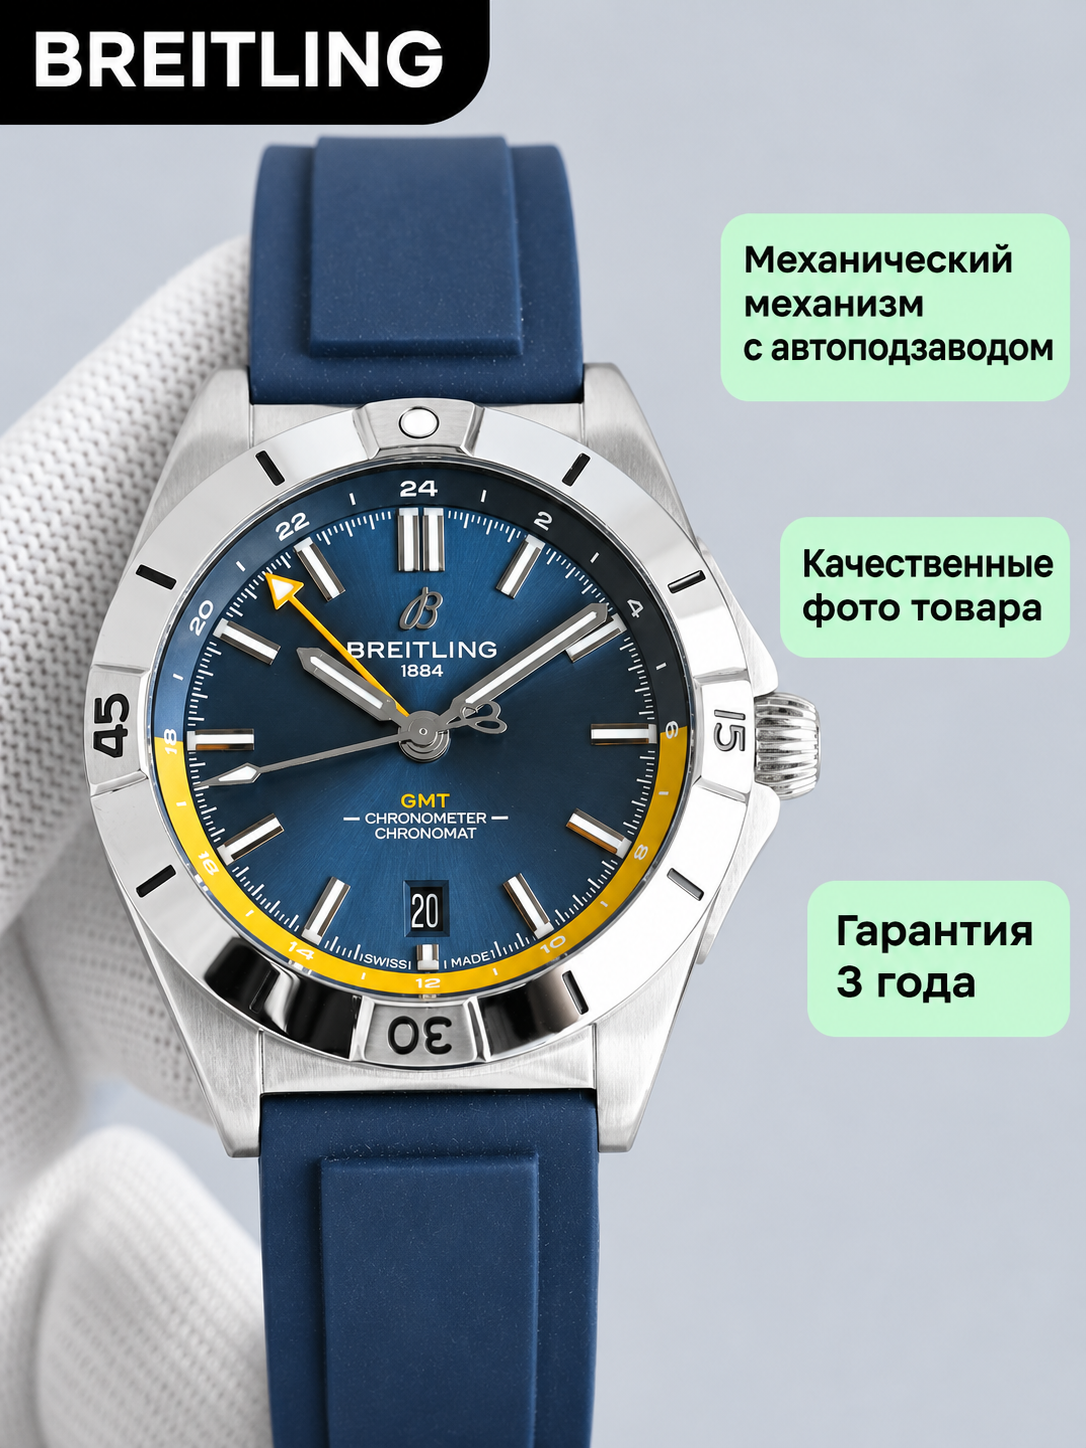 BREITLING
Механический
механизм
с автоподзаводом
Качественные
фото товара
Гарантия
3 года
24
22
2
20
4
18
6
16
8
14
10
12
B
BREITLING
1884
GMT
CHRONOMETER
CHRONOMAT
20
SWISS MADE
45
15
30